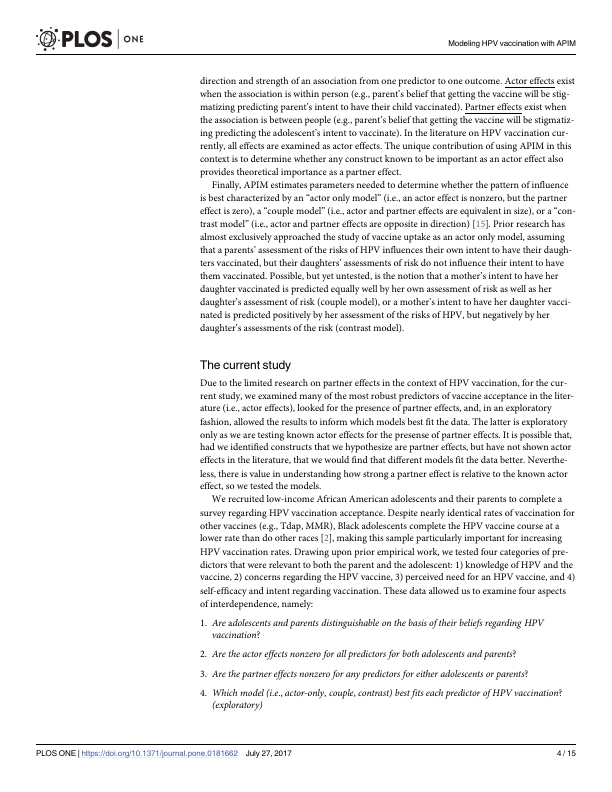 PLOS ONE
Modeling HPV vaccination with APIM
direction and strength of an association from one predictor to one outcome. Actor effects exist
when the association is within person (e.g., parent's belief that getting the vaccine will be stig-
matizing predicting parent's intent to have their child vaccinated). Partner effects exist when
the association is between people (e.g., parent's belief that getting the vaccine will be stigmatiz-
ing predicting the adolescent's intent to vaccinate). In the literature on HPV vaccination cur-
rently, all effects are examined as actor effects. The unique contribution of using APIM in this
context is to determine whether any construct known to be important as an actor effect also
provides theoretical importance as a partner effect.
Finally, APIM estimates parameters needed to determine whether the pattern of influence
is best characterized by an "actor only model" (i.e., an actor effect is nonzero, but the partner
effect is zero), a "couple model" (i.e., actor and partner effects are equivalent in size), or a "con-
trast model" (i.e., actor and partner effects are opposite in direction) [15]. Prior research has
almost exclusively approached the study of vaccine uptake as an actor only model, assuming
that a parents' assessment of the risks of HPV influences their own intent to have their daugh-
ters vaccinated, but their daughters' assessments of risk do not influence their intent to have
them vaccinated. Possible, but yet untested, is the notion that a mother's intent to have her
daughter vaccinated is predicted equally well by her own assessment of risk as well as her
daughter's assessment of risk (couple model), or a mother's intent to have her daughter vacci-
nated is predicted positively by her assessment of the risks of HPV, but negatively by her
daughter's assessments of the risk (contrast model).
The current study
Due to the limited research on partner effects in the context of HPV vaccination, for the cur-
rent study, we examined many of the most robust predictors of vaccine acceptance in the liter-
ature (i.e., actor effects), looked for the presence of partner effects, and, in an exploratory
fashion, allowed the results to inform which models best fit the data. The latter is exploratory
only as we are testing known actor effects for the presense of partner effects. It is possible that,
had we identified constructs that we hypothesize are partner effects, but have not shown actor
effects in the literature, that we would find that different models fit the data better. Neverthe-
less, there is value in understanding how strong a partner effect is relative to the known actor
effect, so we tested the models.
We recruited low-income African American adolescents and their parents to complete a
survey regarding HPV vaccination acceptance. Despite nearly identical rates of vaccination for
other vaccines (e.g., Tdap, MMR), Black adolescents complete the HPV vaccine course at a
lower rate than do other races [2], making this sample particularly important for increasing
HPV vaccination rates. Drawing upon prior empirical work, we tested four categories of pre-
dictors that were relevant to both the parent and the adolescent: 1) knowledge of HPV and the
vaccine, 2) concerns regarding the HPV vaccine, 3) perceived need for an HPV vaccine, and 4)
self-efficacy and intent regarding vaccination. These data allowed us to examine four aspects
of interdependence, namely:
1. Are adolescents and parents distinguishable on the basis of their beliefs regarding HPV
vaccination?
2. Are the actor effects nonzero for all predictors for both adolescents and parents?
3. Are the partner effects nonzero for any predictors for either adolescents or parents?
4. Which model (i.e., actor-only, couple, contrast) best fits each predictor of HPV vaccination?
(exploratory)
PLOS ONE | https://doi.org/10.1371/journal.pone.0181662 July 27, 2017
4 / 15